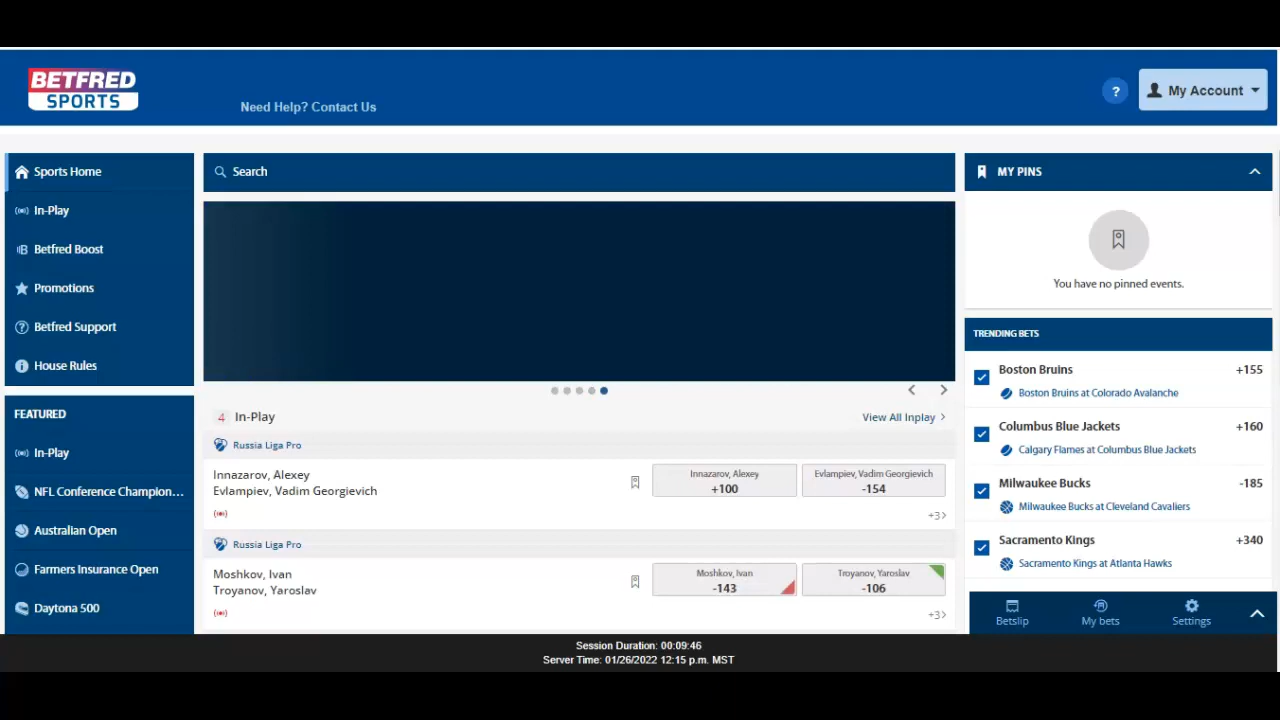 BETFRED
SPORTS
Need Help? Contact Us
?
My Account
Sports Home
In-Play
Betfred Boost
Promotions
Betfred Support
House Rules
FEATURED
In-Play
NFL Conference Champion...
Australian Open
Farmers Insurance Open
Daytona 500
Search
4 In-Play
View All Inplay
Russia Liga Pro
Innazarov, Alexey
Evlampiev, Vadim Georgievich
Innazarov, Alexey
+100
Evlampiev, Vadim Georgievich
-154
+3
Russia Liga Pro
Moshkov, Ivan
Troyanov, Yaroslav
Moshkov, Ivan
-143
Troyanov, Yaroslav
-106
+3
MY PINS
You have no pinned events.
TRENDING BETS
Boston Bruins +155
Boston Bruins at Colorado Avalanche
Columbus Blue Jackets +160
Calgary Flames at Columbus Blue Jackets
Milwaukee Bucks -185
Milwaukee Bucks at Cleveland Cavaliers
Sacramento Kings +340
Sacramento Kings at Atlanta Hawks
Betslip
My bets
Settings
Session Duration: 00:09:46
Server Time: 01/26/2022 12:15 p.m. MST